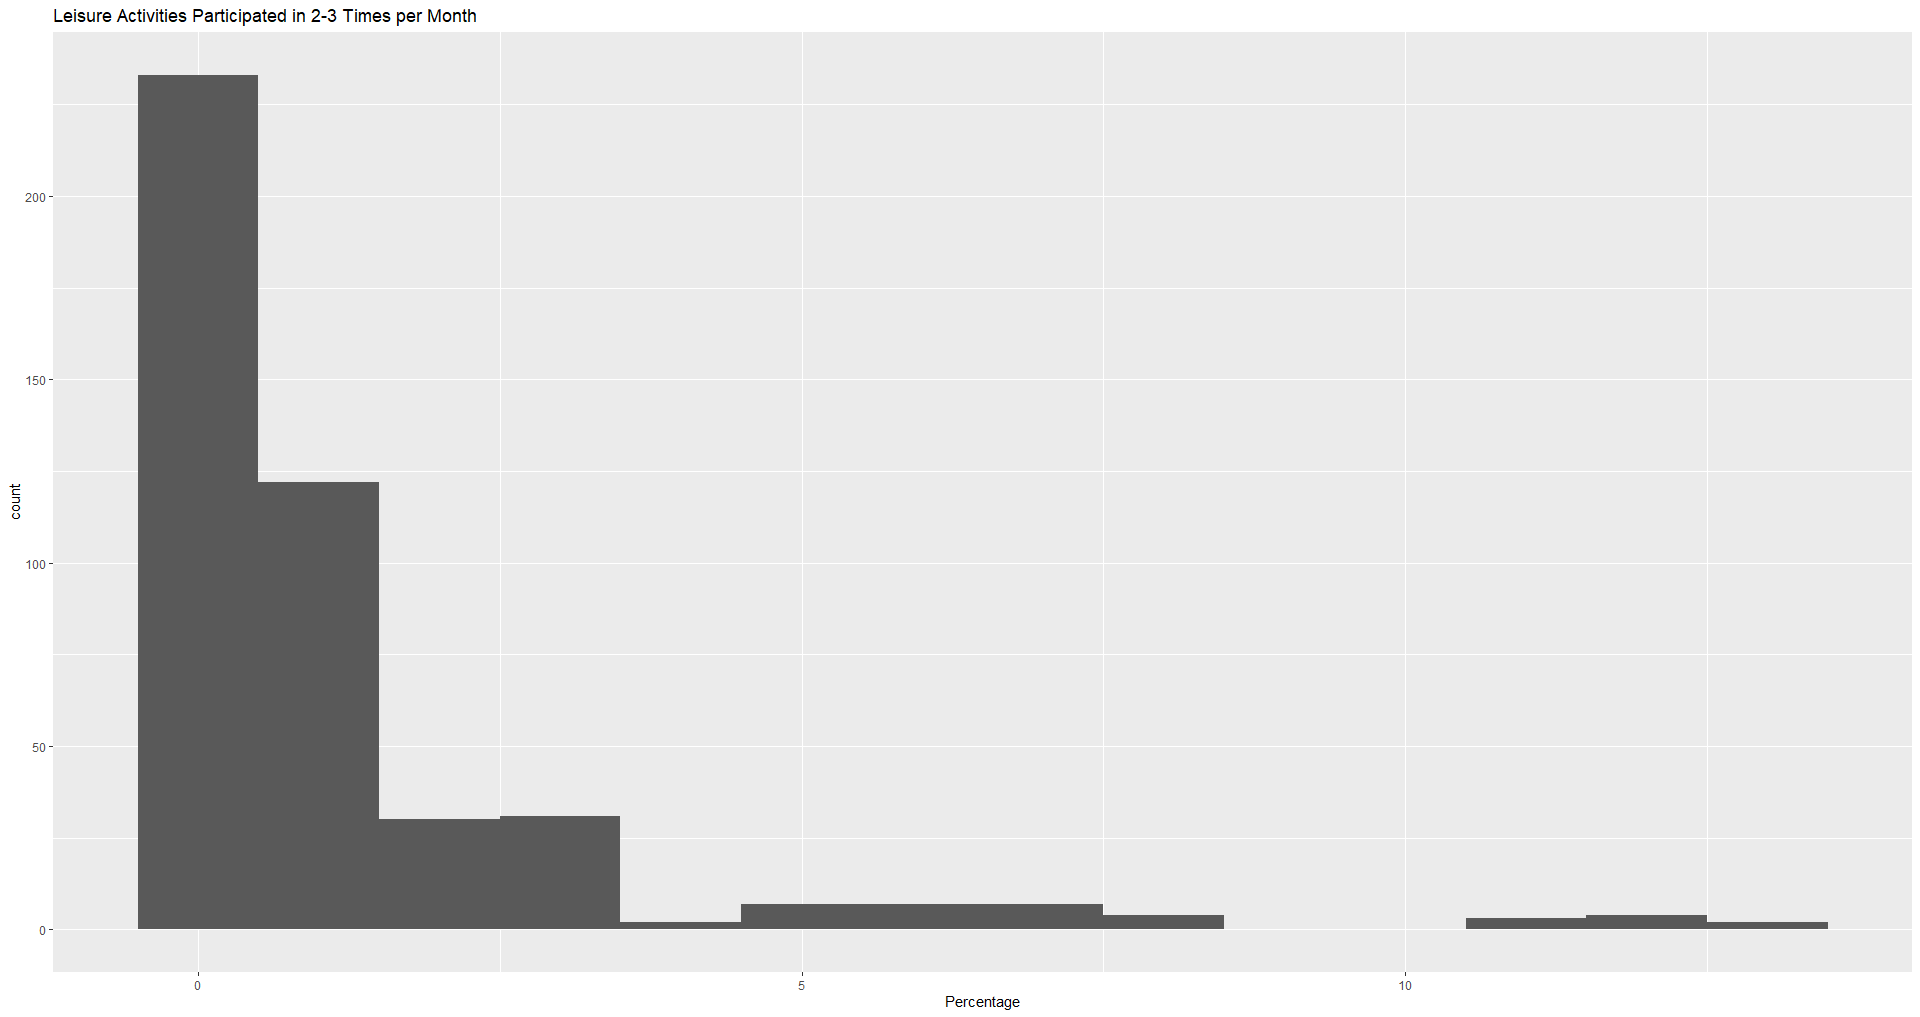 Leisure Activities Participated in 2-3 Times per Month
200
150
100
50
0
count
0 5 10
Percentage